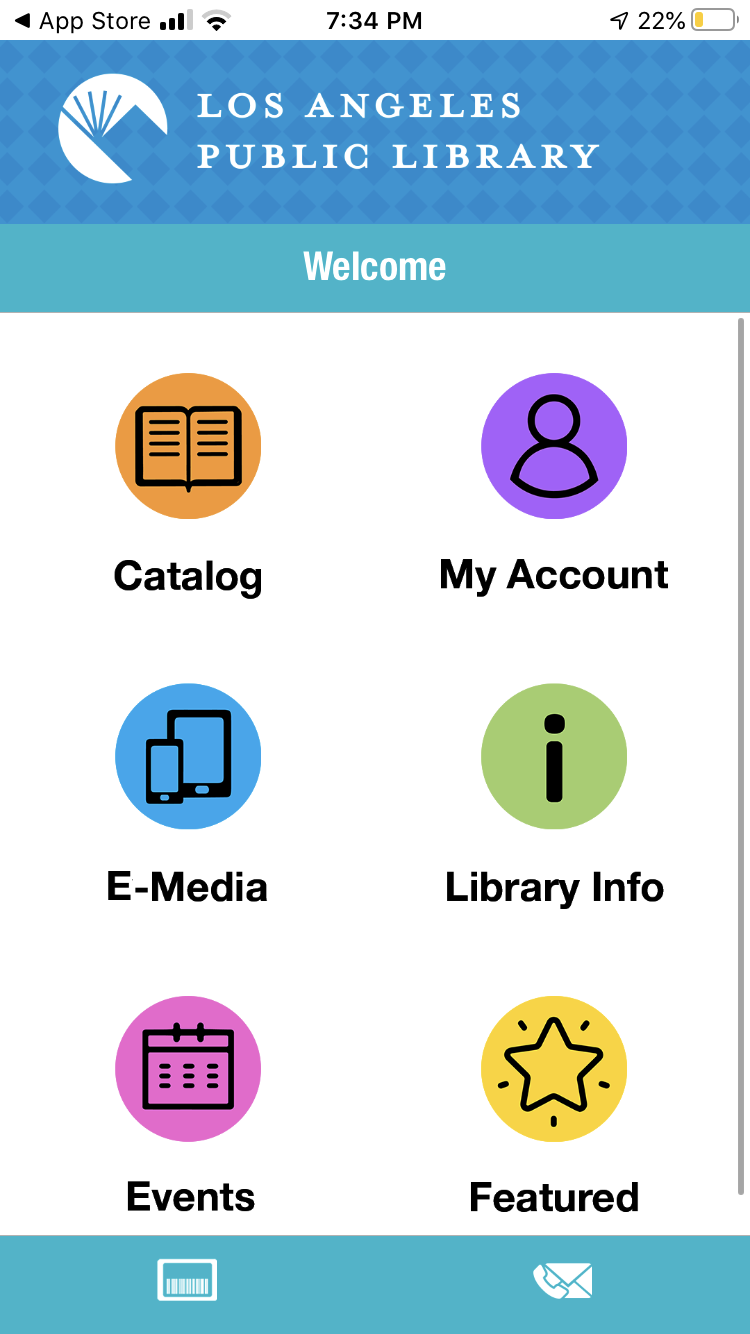 App Store
7:34 PM
22%
LOS ANGELES
PUBLIC LIBRARY
Welcome
Catalog
My Account
E-Media
Library Info
Events
Featured